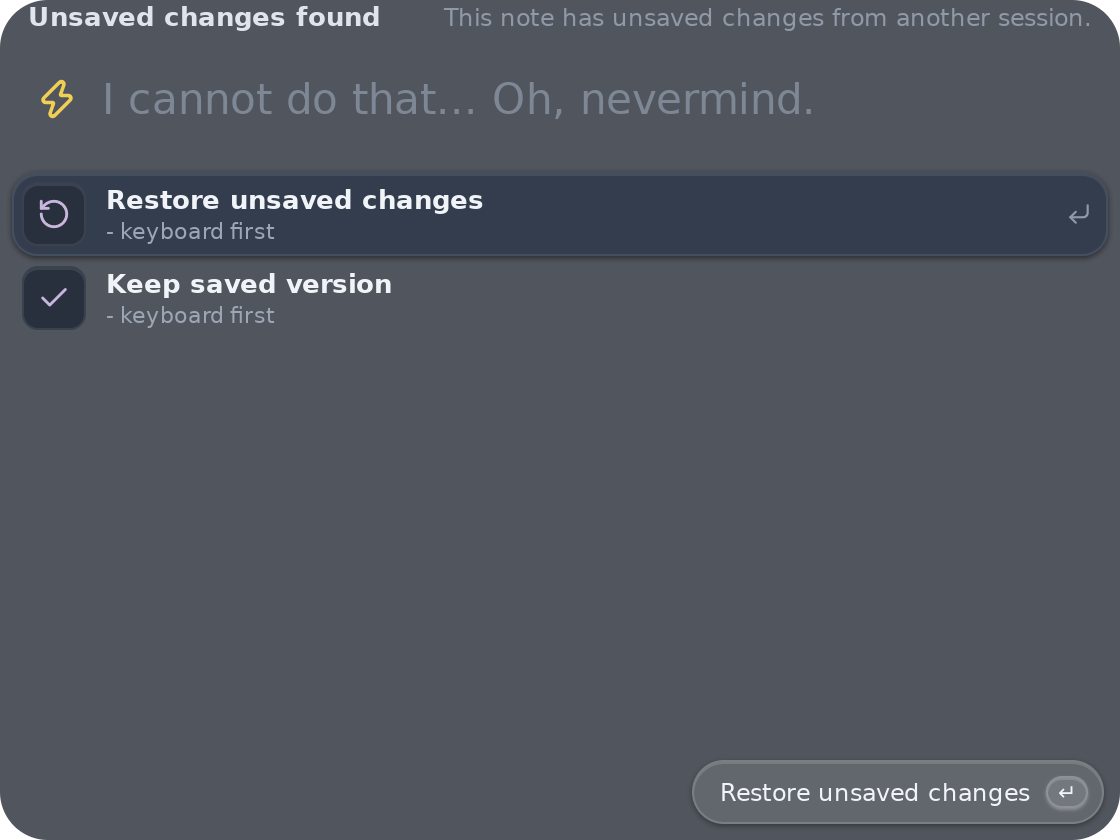 Unsaved changes found This note has unsaved changes from another session.
I cannot do that... Oh, nevermind.
Restore unsaved changes
- keyboard first
Keep saved version
- keyboard first
Restore unsaved changes